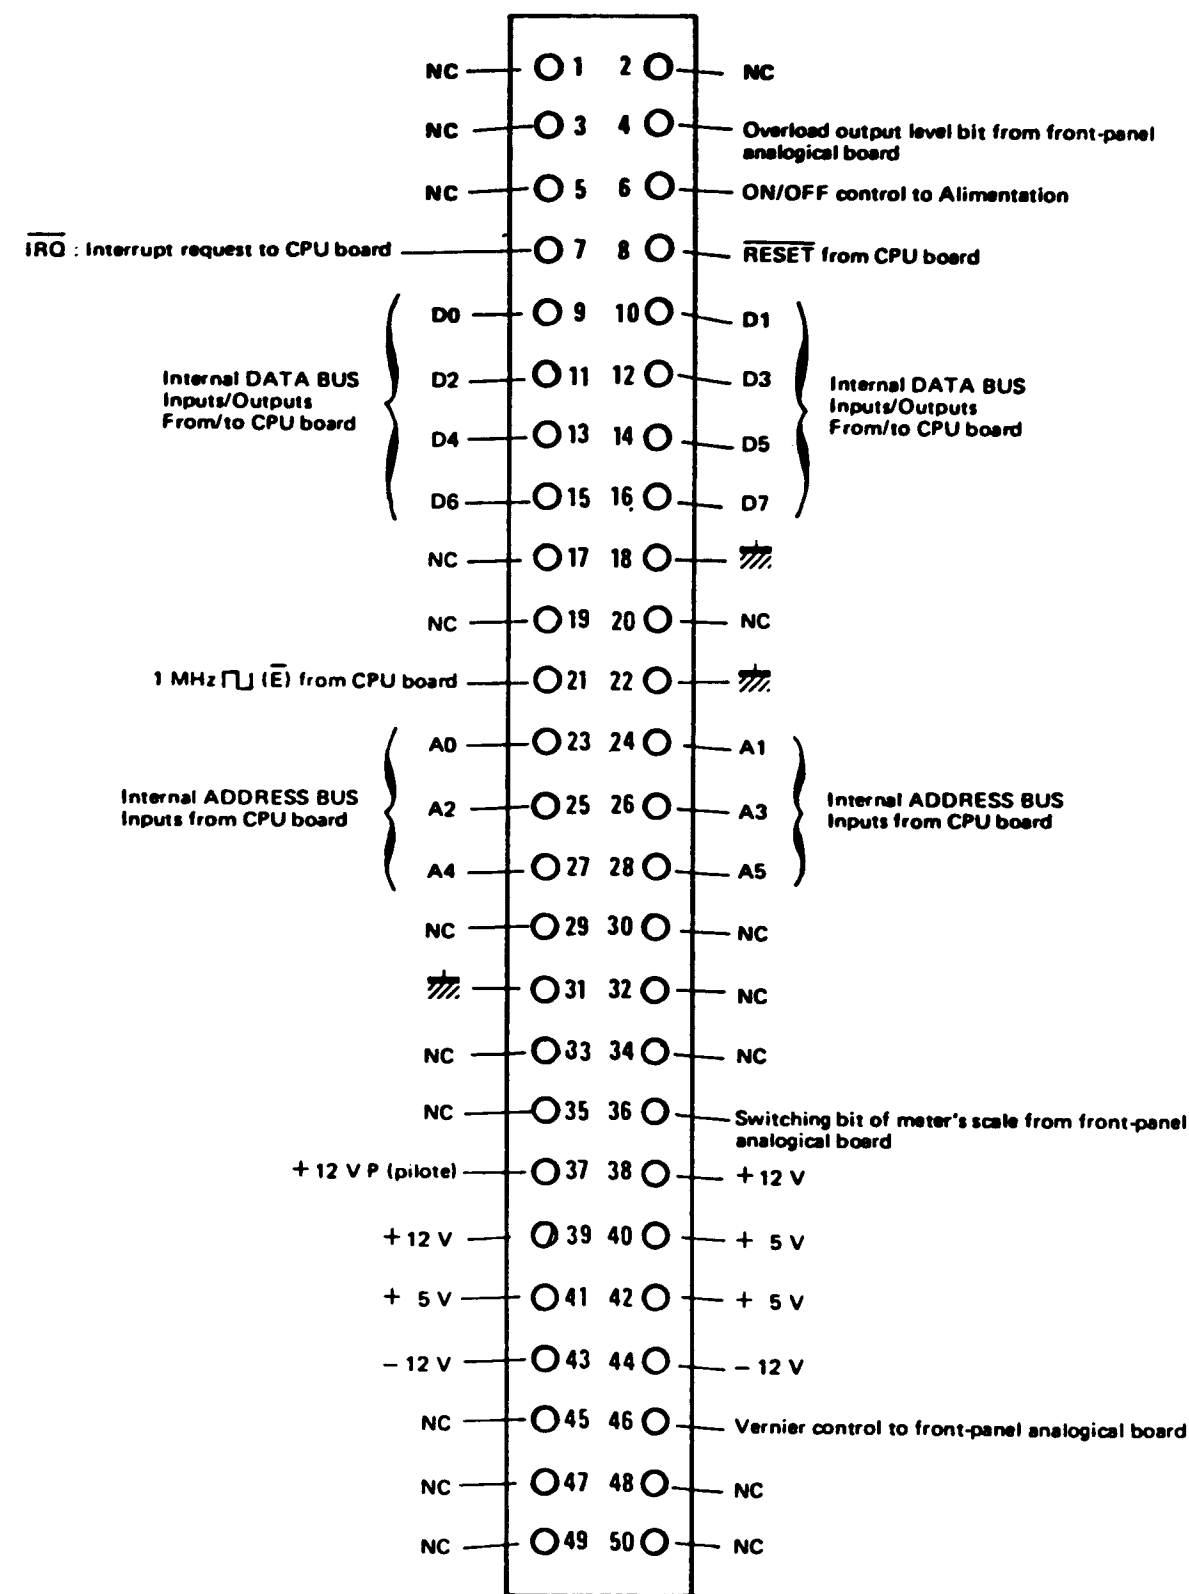 NC 1 2 NC
NC 3 4 Overload output level bit from front-panel
analogical board
NC 5 6 ON/OFF control to Alimentation
I̅R̅Q̅ : Interrupt request to CPU board 7 8 R̅E̅S̅E̅T̅ from CPU board
D0 9 10 D1
Internal DATA BUS
Inputs/Outputs
From/to CPU board
D2 11 12 D3
Internal DATA BUS
Inputs/Outputs
From/to CPU board
D4 13 14 D5
D6 15 16 D7
NC 17 18
NC 19 20 NC
1 MHz (E̅) from CPU board 21 22
A0 23 24 A1
Internal ADDRESS BUS
Inputs from CPU board
A2 25 26 A3
Internal ADDRESS BUS
Inputs from CPU board
A4 27 28 A5
NC 29 30 NC
31 32 NC
NC 33 34 NC
NC 35 36 Switching bit of meter's scale from front-panel
analogical board
+ 12 V P (pilote) 37 38 + 12 V
+ 12 V 39 40 + 5 V
+ 5 V 41 42 + 5 V
− 12 V 43 44 − 12 V
NC 45 46 Vernier control to front-panel analogical board
NC 47 48 NC
NC 49 50 NC